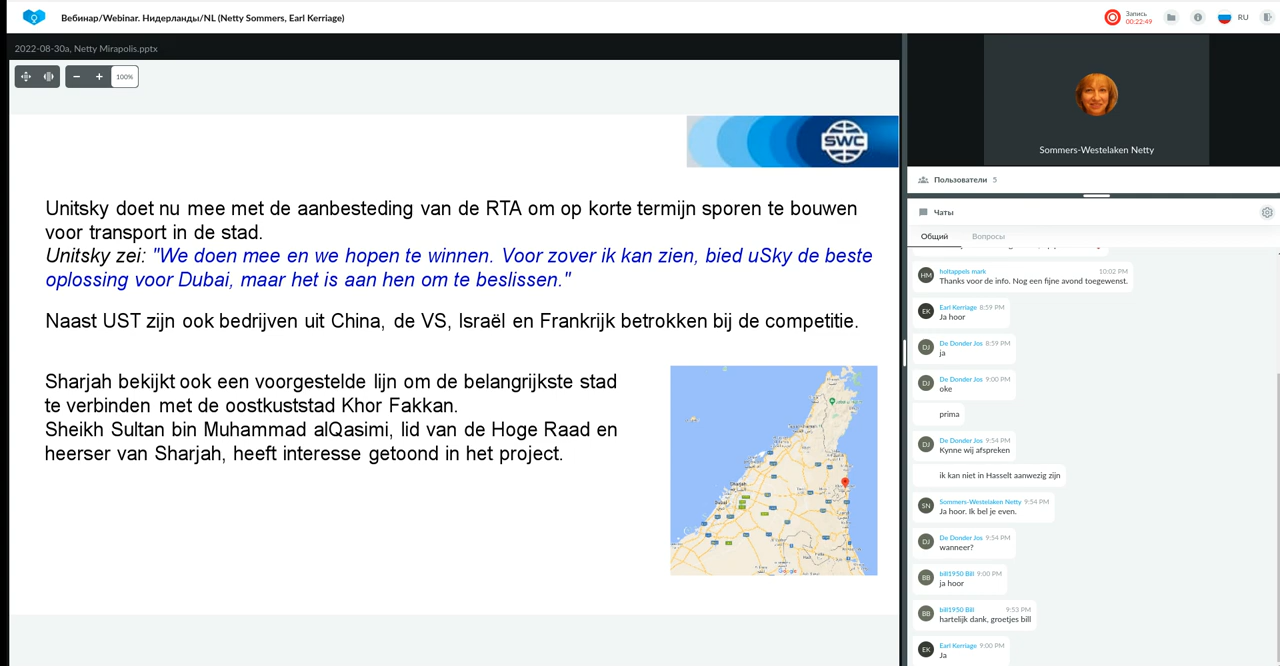 Вебинар/Webinar. Нидерланды/NL (Netty Sommers, Earl Kerriage)
Запись
00:22:49
RU
2022-08-30a, Netty Mirapolis.pptx
100%
SWC
Unitsky doet nu mee met de aanbesteding van de RTA om op korte termijn sporen te bouwen
voor transport in de stad.
Unitsky zei: "We doen mee en we hopen te winnen. Voor zover ik kan zien, bied uSky de beste
oplossing voor Dubai, maar het is aan hen om te beslissen."
Naast UST zijn ook bedrijven uit China, de VS, Israël en Frankrijk betrokken bij de competitie.
Sharjah bekijkt ook een voorgestelde lijn om de belangrijkste stad
te verbinden met de oostkuststad Khor Fakkan.
Sheikh Sultan bin Muhammad alQasimi, lid van de Hoge Raad en
heerser van Sharjah, heeft interesse getoond in het project.
Sommers-Westelaken Netty
Пользователи 5
Чаты
Общий Вопросы
HM holtappels mark 10:02 PM
Thanks voor de info. Nog een fijne avond toegewenst.
EK Earl Kerriage 8:59 PM
Ja hoor
DJ De Donder Jos 8:59 PM
ja
DJ De Donder Jos 9:00 PM
oke
prima
DJ De Donder Jos 9:54 PM
Kynne wij afspreken
ik kan niet in Hasselt aanwezig zijn
SN Sommers-Westelaken Netty 9:54 PM
Ja hoor. Ik bel je even.
DJ De Donder Jos 9:54 PM
wanneer?
BB bill1950 Bill 9:00 PM
ja hoor
BB bill1950 Bill 9:53 PM
hartelijk dank, groetjes bill
EK Earl Kerriage 9:00 PM
Ja